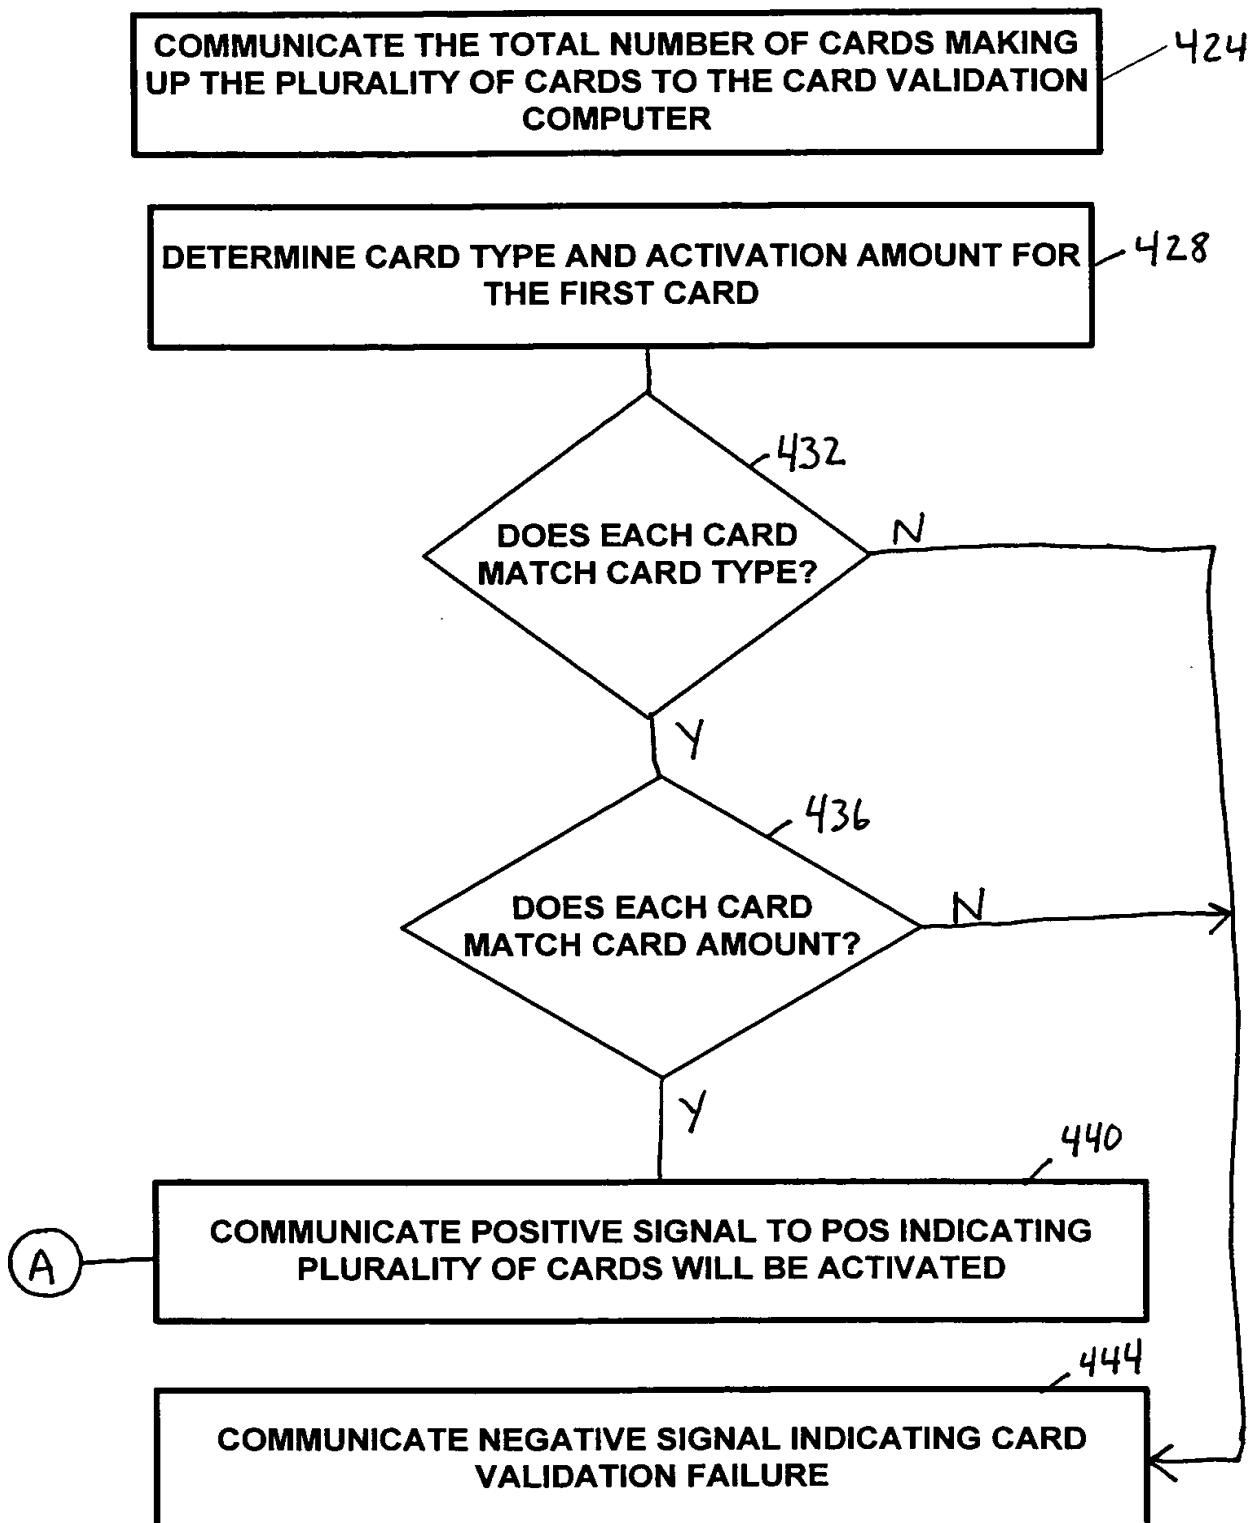 COMMUNICATE THE TOTAL NUMBER OF CARDS MAKING
UP THE PLURALITY OF CARDS TO THE CARD VALIDATION
COMPUTER
424
DETERMINE CARD TYPE AND ACTIVATION AMOUNT FOR
THE FIRST CARD
428
432
DOES EACH CARD
MATCH CARD TYPE?
N
Y
436
DOES EACH CARD
MATCH CARD AMOUNT?
N
Y
440
COMMUNICATE POSITIVE SIGNAL TO POS INDICATING
PLURALITY OF CARDS WILL BE ACTIVATED
A
444
COMMUNICATE NEGATIVE SIGNAL INDICATING CARD
VALIDATION FAILURE